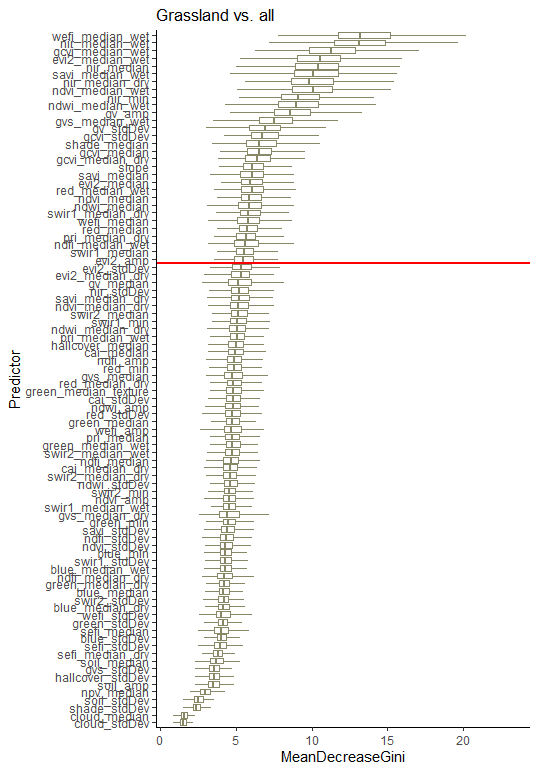 Grassland vs. all
Predictor
wefi_median_wet
nir_median_wet
gcvi_median_wet
evi2_median_wet
nir_median
savi_median_wet
nir_median_dry
ndvi_median_wet
nir_min
ndwi_median_wet
gv_amp
gvs_median_wet
gv_stdDev
gcvi_stdDev
shade_median
gcvi_median
gcvi_median_dry
slope
savi_median
evi2_median
red_median_wet
ndvi_median
ndwi_median
swir1_median_dry
wefi_median
red_median
pri_median_dry
ndfi_median_wet
swir1_median
evi2_amp
evi2_stdDev
evi2_median_dry
gv_median
nir_stdDev
savi_median_dry
ndvi_median_dry
swir2_median
swir1_min
ndwi_median_dry
pri_median_wet
hallcover_median
cai_median
ndfi_amp
red_min
gvs_median
red_median_dry
green_median_texture
cai_stdDev
ndwi_amp
red_stdDev
green_median
wefi_amp
pri_median
green_median_wet
swir2_median_wet
ndfi_median
cai_median_dry
swir2_median_dry
ndwi_stdDev
swir2_min
ndvi_amp
swir1_median_wet
gvs_median_dry
green_min
savi_stdDev
ndfi_stdDev
ndvi_stdDev
blue_min
swir1_stdDev
blue_median_wet
ndfi_median_dry
green_median_dry
blue_median
swir2_stdDev
blue_median_dry
wefi_stdDev
green_stdDev
sefi_median
blue_stdDev
sefi_stdDev
sefi_median_dry
soil_median
gvs_stdDev
hallcover_stdDev
soil_amp
npv_median
soil_stdDev
shade_stdDev
cloud_median
cloud_stdDev
0 5 10 15 20
MeanDecreaseGini